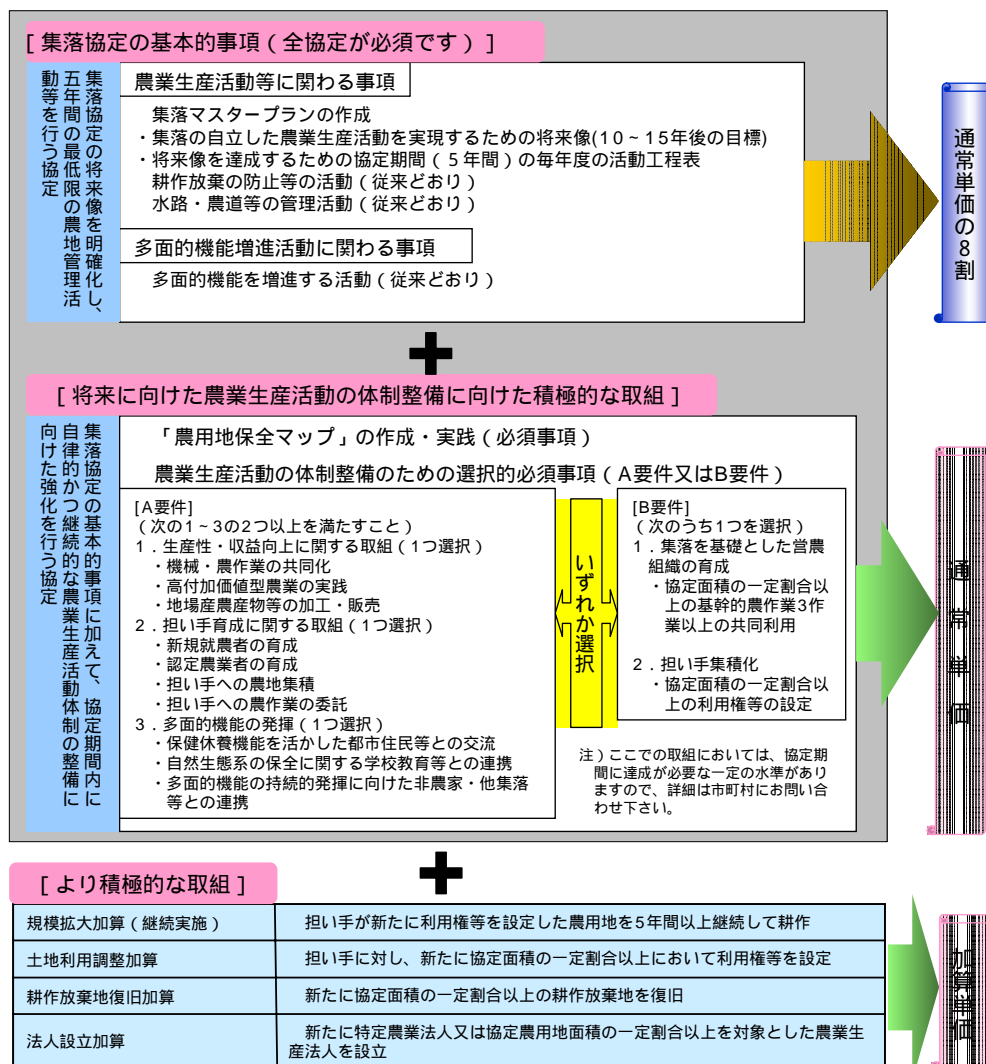 [ 集落協定の基本的事項 ( 全協定が必須です ) ]
集落協定の将来像を明確化し、
五年間の最低限の農地管理活
動等を行う協定
農業生産活動等に関わる事項
集落マスタープランの作成
・集落の自立した農業生産活動を実現するための将来像(10~15年後の目標)
・将来像を達成するための協定期間(5年間)の毎年度の活動工程表
耕作放棄の防止等の活動(従来どおり)
水路・農道等の管理活動(従来どおり)
多面的機能増進活動に関わる事項
多面的機能を増進する活動(従来どおり)
通常単価の8割
[ 将来に向けた農業生産活動の体制整備に向けた積極的な取組 ]
集落協定の基本的事項に加えて、協定期間内に
自律的かつ継続的な農業生産活動体制の整備に
向けた強化を行う協定
「農用地保全マップ」の作成・実践(必須事項)
農業生産活動の体制整備のための選択的必須事項(A要件又はB要件)
[A要件]
(次の1~3の2つ以上を満たすこと)
1.生産性・収益向上に関する取組(1つ選択)
・機械・農作業の共同化
・高付加価値型農業の実践
・地場産農産物等の加工・販売
2.担い手育成に関する取組(1つ選択)
・新規就農者の育成
・認定農業者の育成
・担い手への農地集積
・担い手への農作業の委託
3.多面的機能の発揮(1つ選択)
・保健休養機能を活かした都市住民等との交流
・自然生態系の保全に関する学校教育等との連携
・多面的機能の持続的発揮に向けた非農家・他集落
等との連携
いずれか選択
[B要件]
(次のうち1つを選択)
1.集落を基礎とした営農
組織の育成
・協定面積の一定割合以
上の基幹的農作業3作
業以上の共同利用
2.担い手集積化
・協定面積の一定割合以
上の利用権等の設定
注)ここでの取組においては、協定期
間に達成が必要な一定の水準があり
ますので、詳細は市町村にお問い合
わせ下さい。
通常単価
[ より積極的な取組 ]
規模拡大加算(継続実施)
担い手が新たに利用権等を設定した農用地を5年間以上継続して耕作
土地利用調整加算
担い手に対し、新たに協定面積の一定割合以上において利用権等を設定
耕作放棄地復旧加算
新たに協定面積の一定割合以上の耕作放棄地を復旧
法人設立加算
新たに特定農業法人又は協定農用地面積の一定割合以上を対象とした農業生
産法人を設立
加算単価